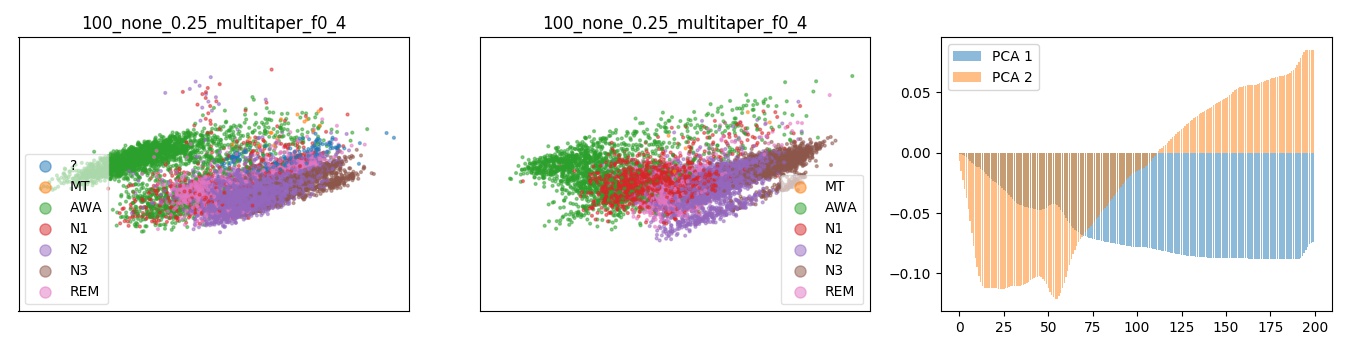 100_none_0.25_multitaper_f0_4
?
MT
AWA
N1
N2
N3
REM
100_none_0.25_multitaper_f0_4
MT
AWA
N1
N2
N3
REM
PCA 1
PCA 2
0.05
0.00
−0.05
−0.10
0 25 50 75 100 125 150 175 200